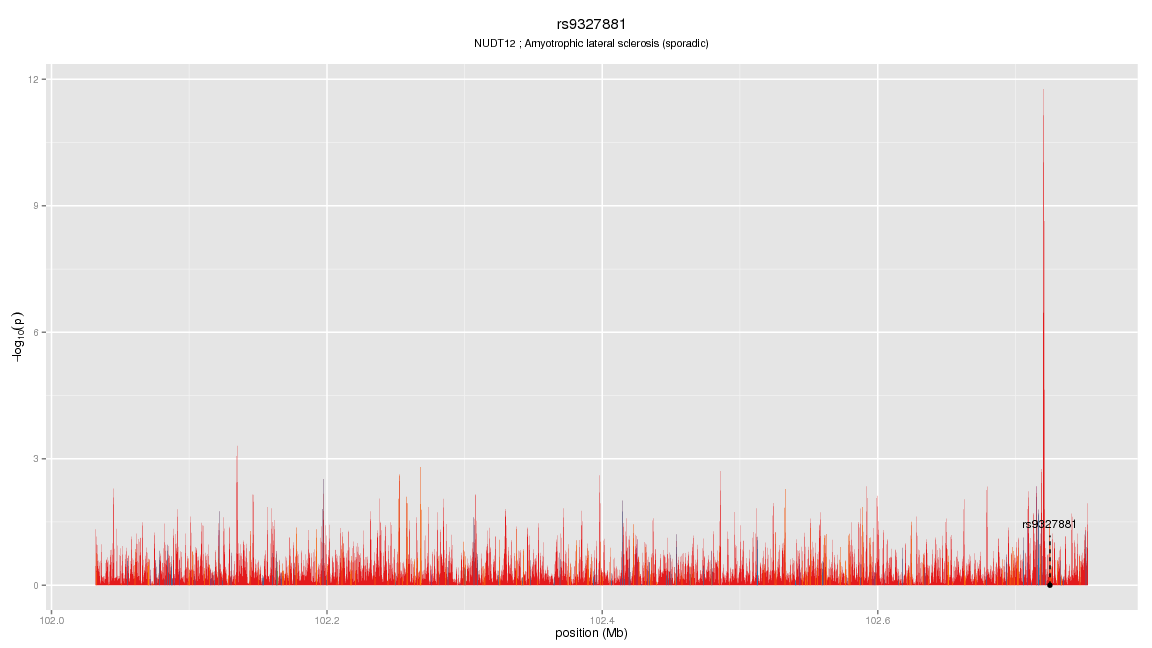 rs9327881
NUDT12 ; Amyotrophic lateral sclerosis (sporadic)
12
9
6
3
0
−log10(p)
rs9327881
102.0 102.2 102.4 102.6
position (Mb)